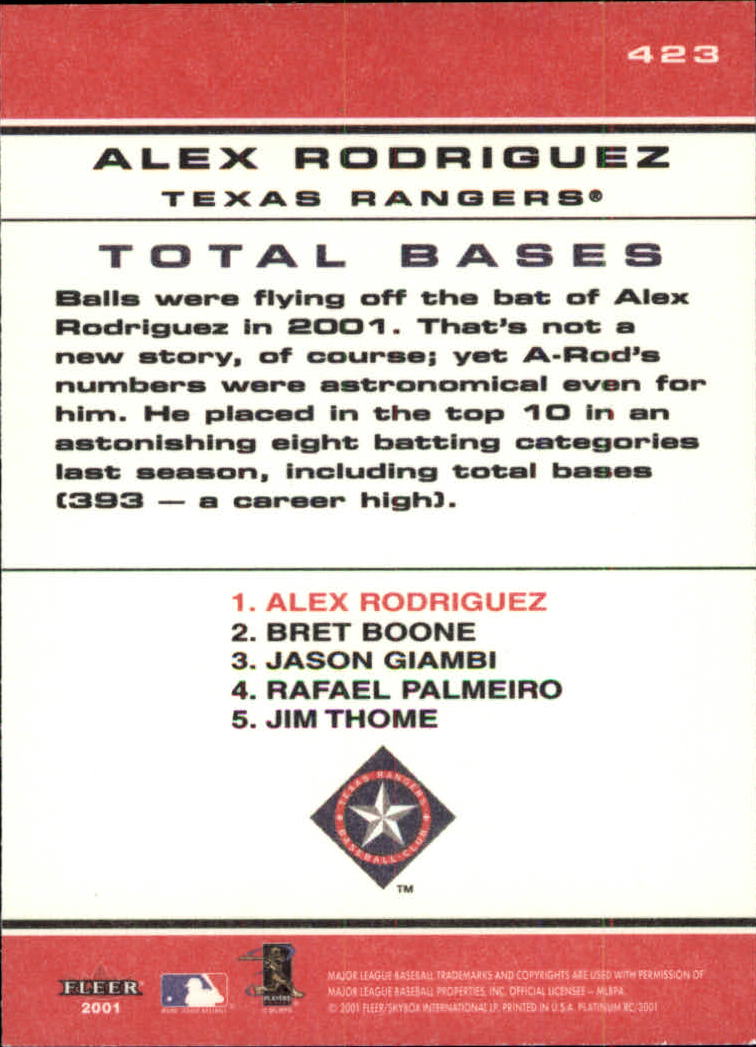 423
ALEX RODRIGUEZ
TEXAS RANGERS®
TOTAL BASES
Balls were flying off the bat of Alex
Rodriguez in 2001. That's not a
new story, of course; yet A-Rod's
numbers were astronomical even for
him. He placed in the top 10 in an
astonishing eight batting categories
last season, including total bases
(393 — a career high).
1. ALEX RODRIGUEZ
2. BRET BOONE
3. JASON GIAMBI
4. RAFAEL PALMEIRO
5. JIM THOME
TEXAS RANGERS
BASEBALL CLUB
™
FLEER
2001
PLAYERS
MAJOR LEAGUE BASEBALL TRADEMARKS AND COPYRIGHTS ARE USED WITH PERMISSION OF
MAJOR LEAGUE BASEBALL PROPERTIES, INC. OFFICIAL LICENSEE – MLBPA
© 2001 FLEER/SKYBOX INTERNATIONAL LP. PRINTED IN U.S.A. PLATINUM RC/2001